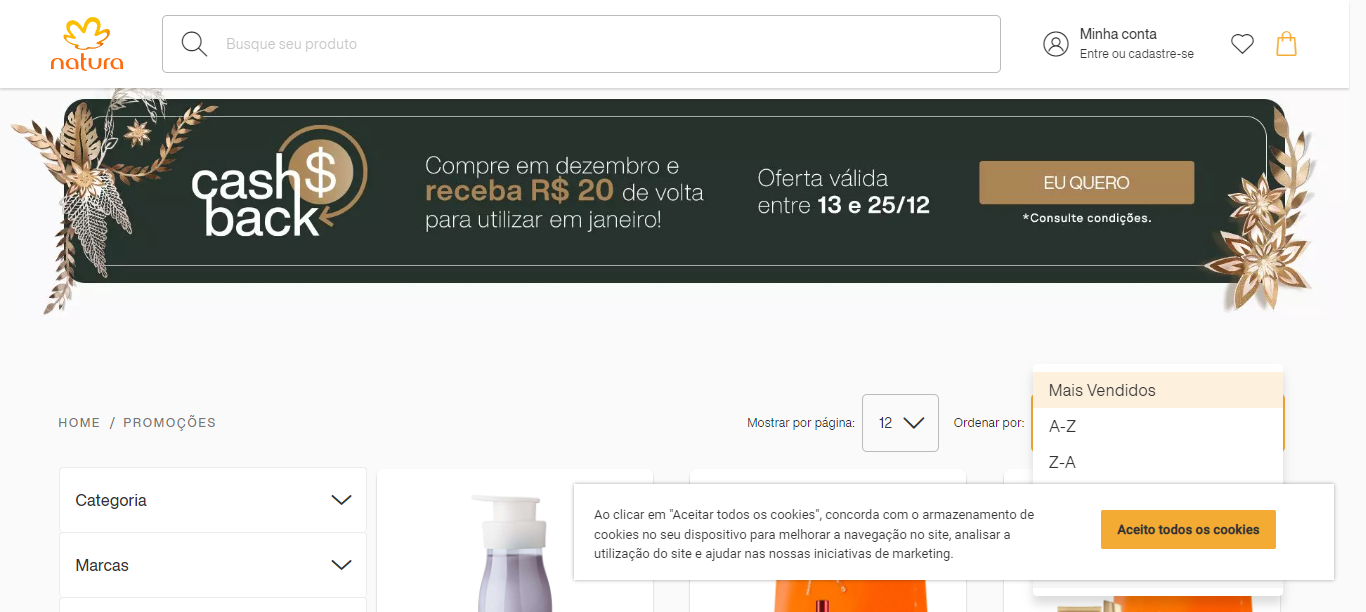 natura
Busque seu produto
Minha conta
Entre ou cadastre-se
cash$
back
Compre em dezembro e
receba R$ 20 de volta
para utilizar em janeiro!
Oferta válida
entre 13 e 25/12
EU QUERO
*Consulte condições.
HOME / PROMOÇÕES
Mostrar por página:
12
Ordenar por:
Mais Vendidos
A-Z
Z-A
Categoria
Marcas
Ao clicar em "Aceitar todos os cookies", concorda com o armazenamento de
cookies no seu dispositivo para melhorar a navegação no site, analisar a
utilização do site e ajudar nas nossas iniciativas de marketing.
Aceito todos os cookies